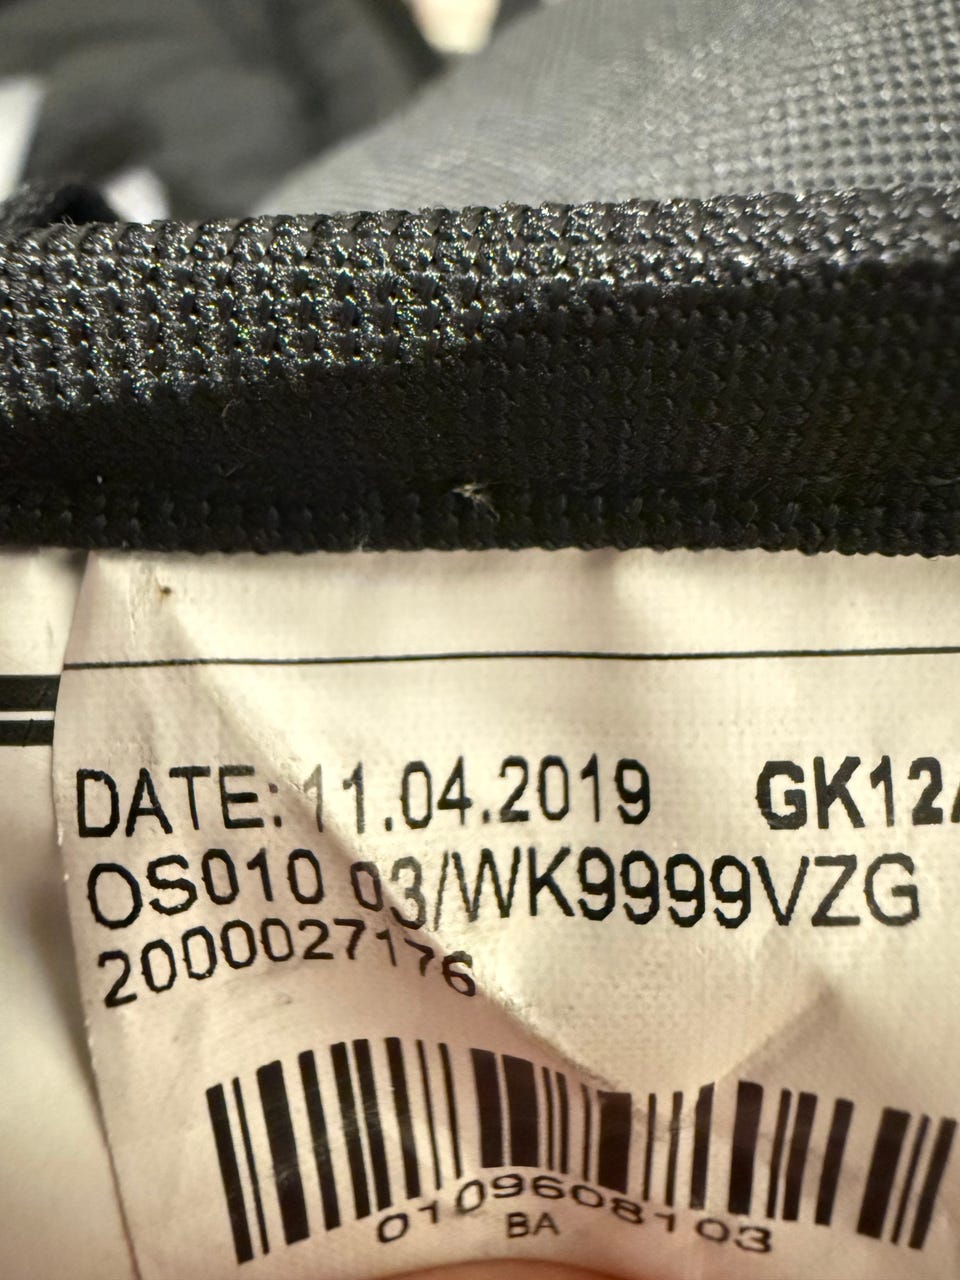 DATE: 11.04.2019 GK12
OS010 03/WK9999VZG
2000027176
0109608103
BA